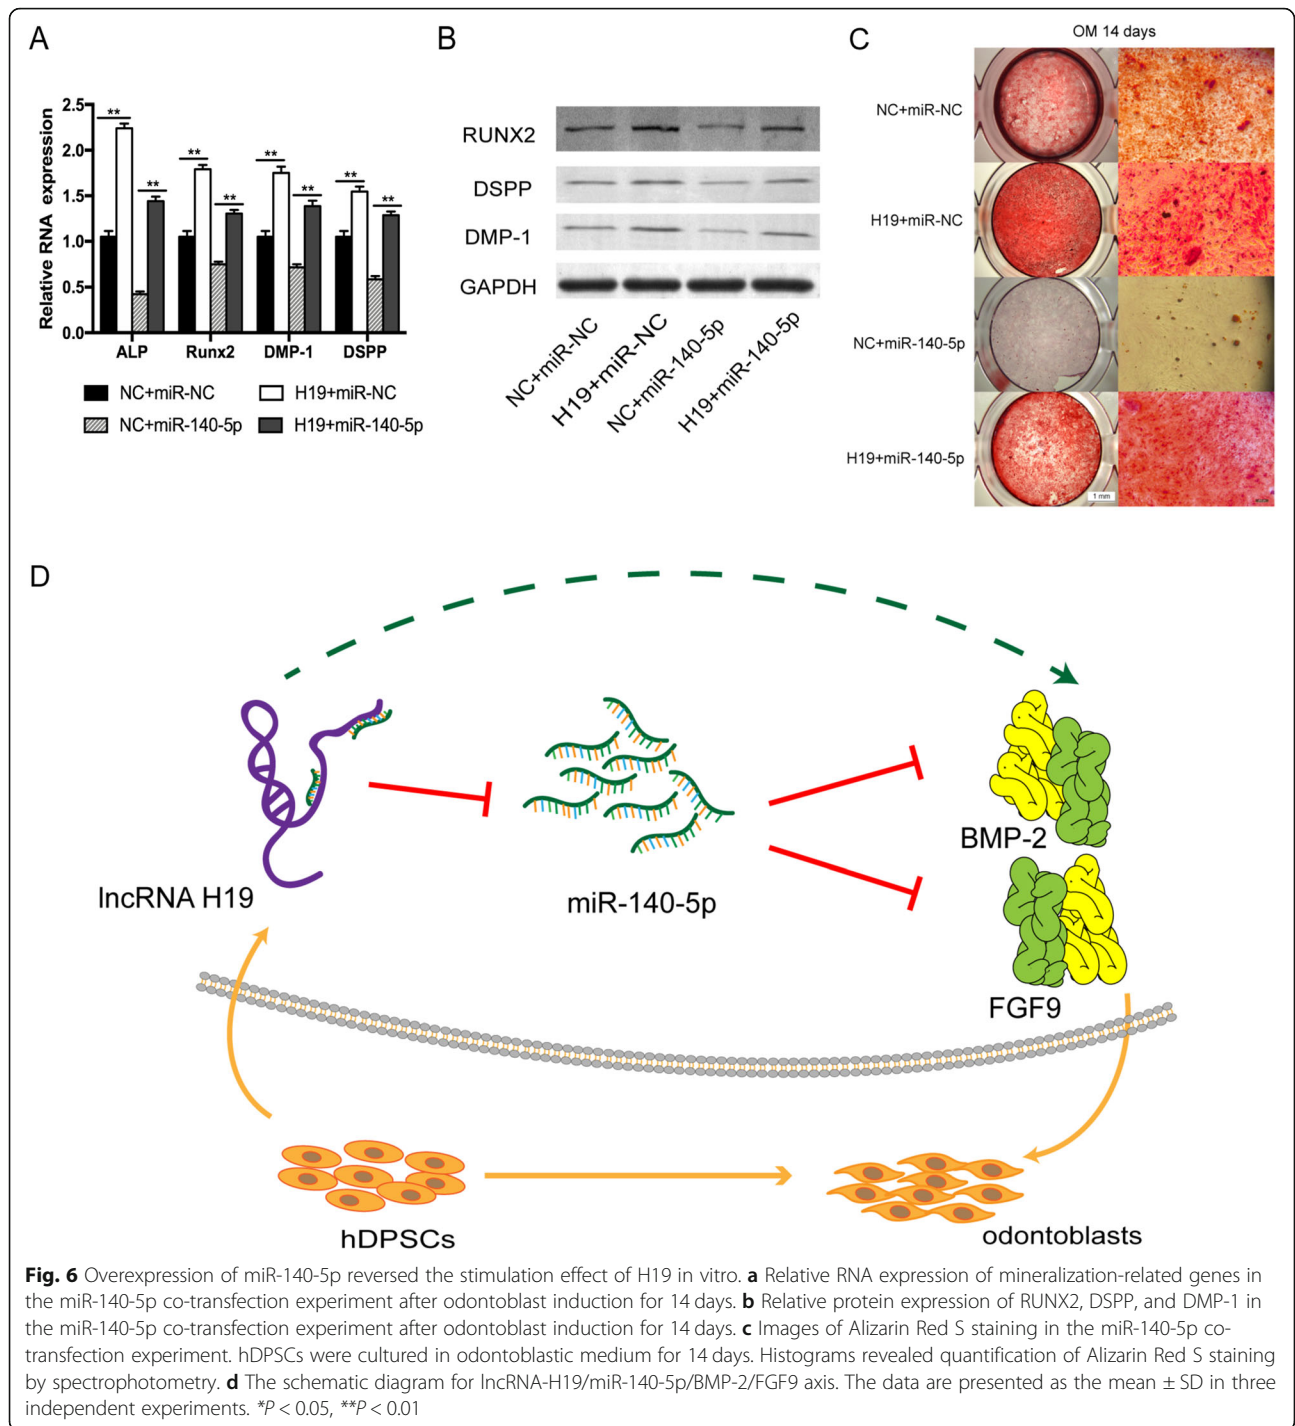 A
B
C
OM 14 days
Relative RNA expression
2.5
2.0
1.5
1.0
0.5
0.0
**
**
**
**
**
**
**
**
ALP Runx2 DMP-1 DSPP
NC+miR-NC H19+miR-NC
NC+miR-140-5p H19+miR-140-5p
RUNX2
DSPP
DMP-1
GAPDH
NC+miR-NC
H19+miR-NC
NC+miR-140-5p
H19+miR-140-5p
NC+miR-NC
H19+miR-NC
NC+miR-140-5p
H19+miR-140-5p
1 mm
D
lncRNA H19
miR-140-5p
BMP-2
FGF9
hDPSCs
odontoblasts
Fig. 6 Overexpression of miR-140-5p reversed the stimulation effect of H19 in vitro. a Relative RNA expression of mineralization-related genes in
the miR-140-5p co-transfection experiment after odontoblast induction for 14 days. b Relative protein expression of RUNX2, DSPP, and DMP-1 in
the miR-140-5p co-transfection experiment after odontoblast induction for 14 days. c Images of Alizarin Red S staining in the miR-140-5p co-
transfection experiment. hDPSCs were cultured in odontoblastic medium for 14 days. Histograms revealed quantification of Alizarin Red S staining
by spectrophotometry. d The schematic diagram for lncRNA-H19/miR-140-5p/BMP-2/FGF9 axis. The data are presented as the mean ± SD in three
independent experiments. *P < 0.05, **P < 0.01